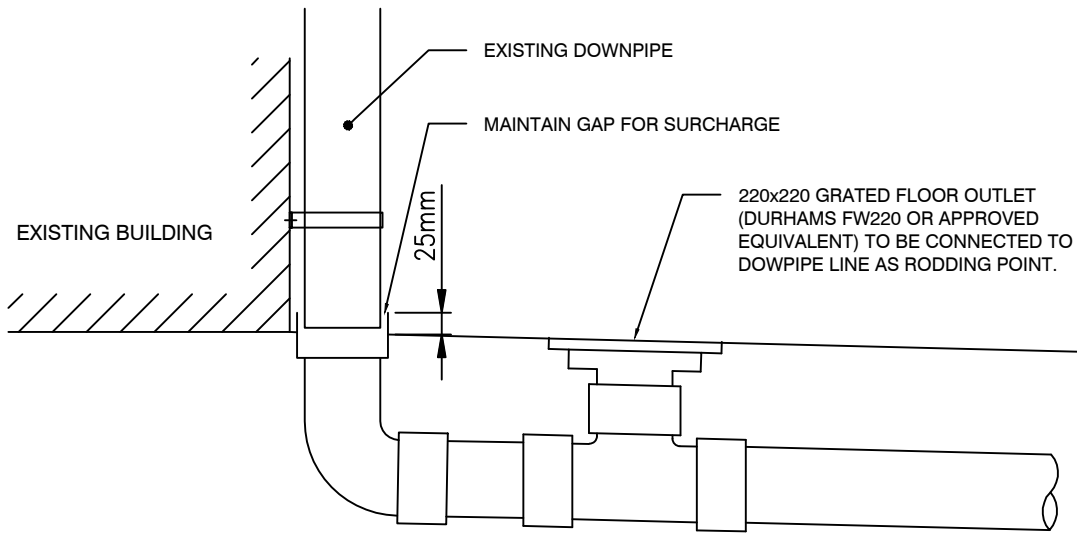 EXISTING DOWNPIPE
MAINTAIN GAP FOR SURCHARGE
25mm
220x220 GRATED FLOOR OUTLET
(DURHAMS FW220 OR APPROVED
EQUIVALENT) TO BE CONNECTED TO
DOWPIPE LINE AS RODDING POINT.
EXISTING BUILDING